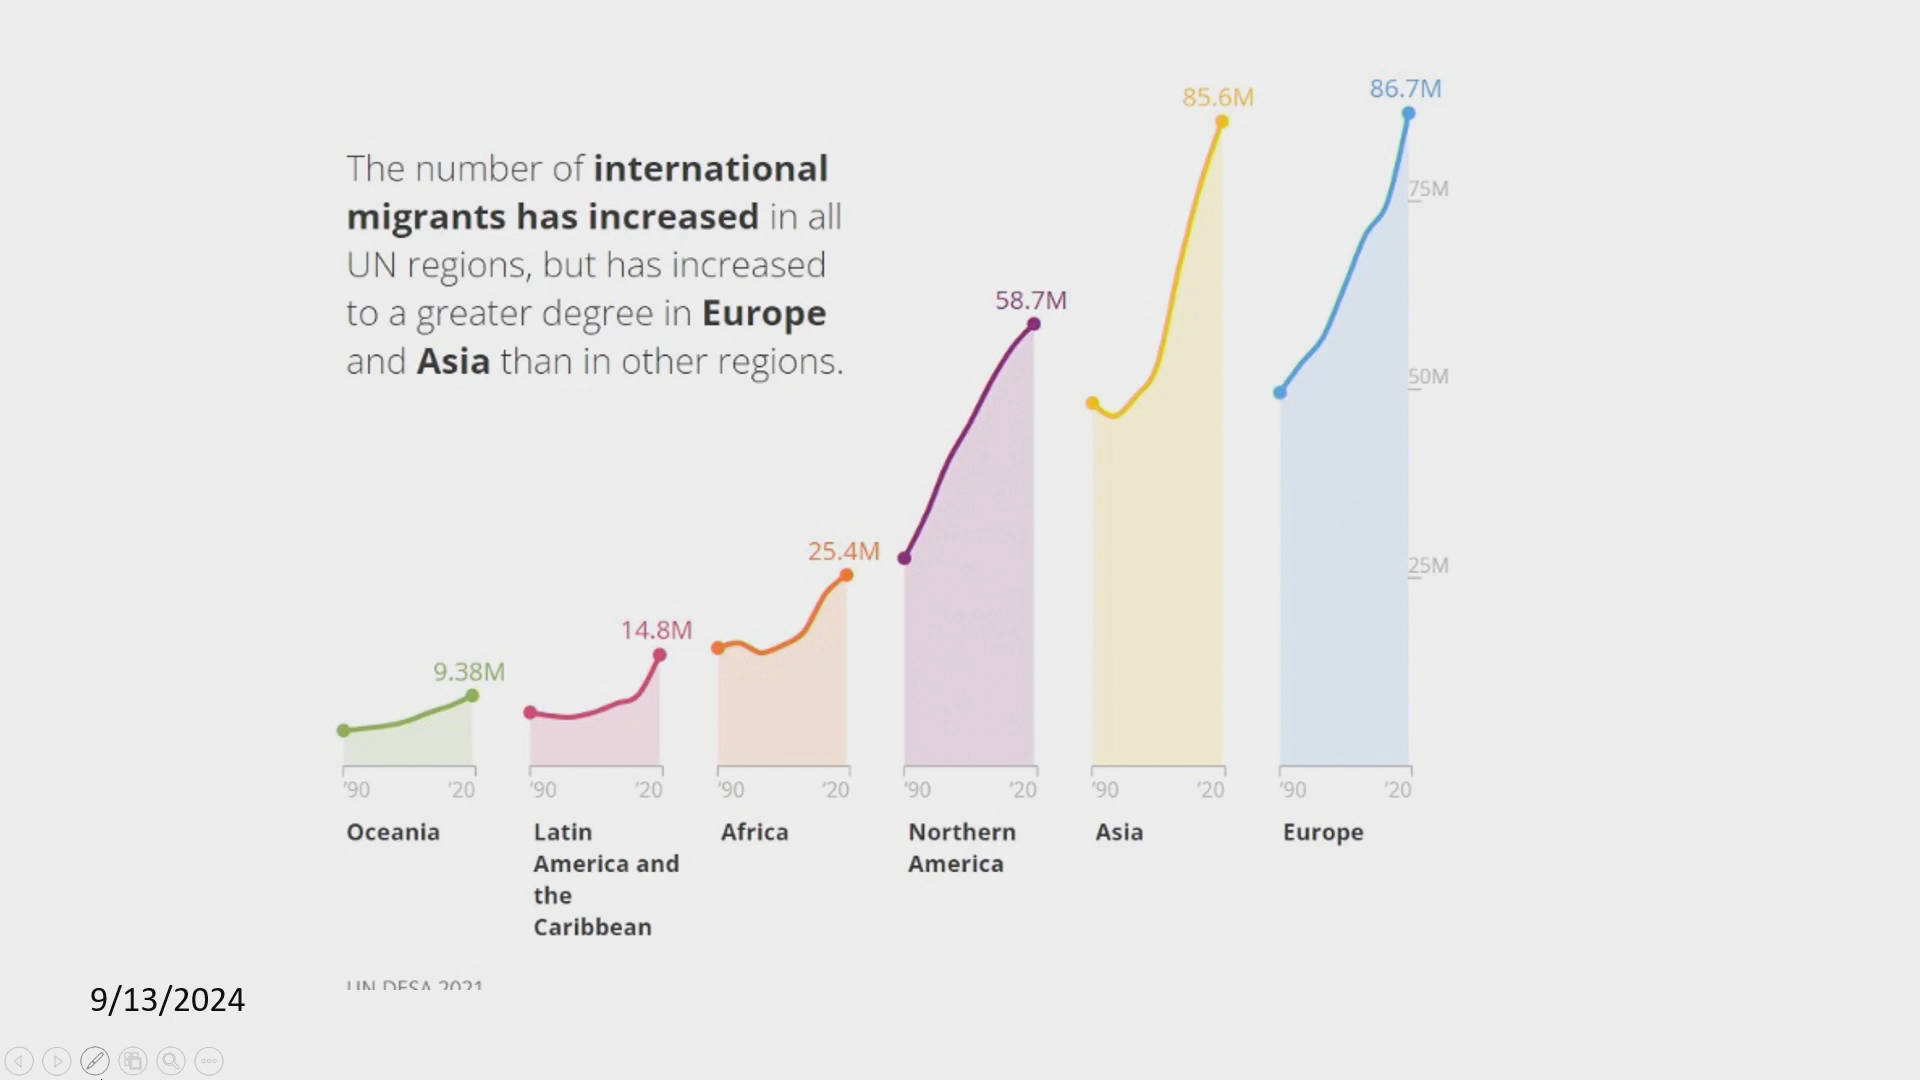 The number of international
migrants has increased in all
UN regions, but has increased
to a greater degree in Europe
and Asia than in other regions.
9.38M
14.8M
25.4M
58.7M
85.6M
86.7M
75M
50M
25M
'90 '20
'90 '20
'90 '20
'90 '20
'90 '20
'90 '20
Oceania
Latin
America and
the
Caribbean
Africa
Northern
America
Asia
Europe
UN DESA 2021
9/13/2024